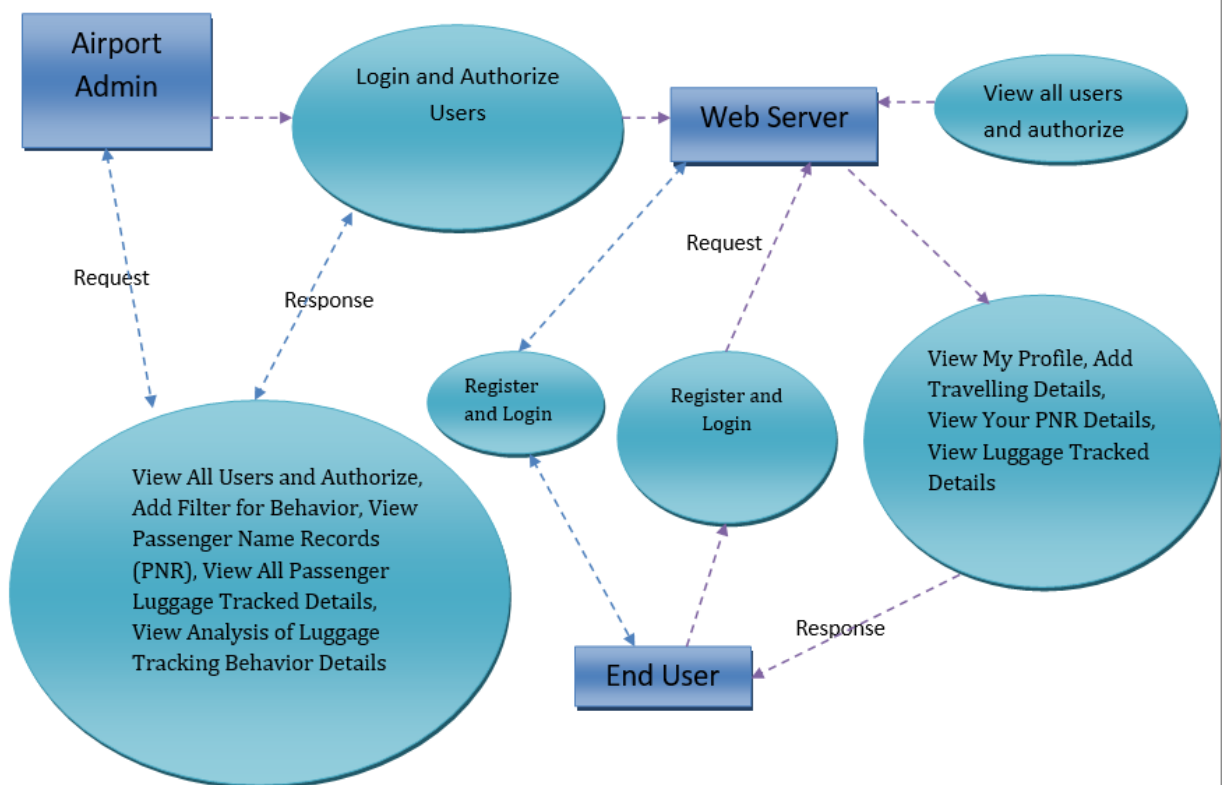 Airport
Admin
Login and Authorize
Users
Web Server
View all users
and authorize
Request
Response
Request
Register
and Login
Register and
Login
View My Profile, Add
Travelling Details,
View Your PNR Details,
View Luggage Tracked
Details
View All Users and Authorize,
Add Filter for Behavior, View
Passenger Name Records
(PNR), View All Passenger
Luggage Tracked Details,
View Analysis of Luggage
Tracking Behavior Details
End User
Response